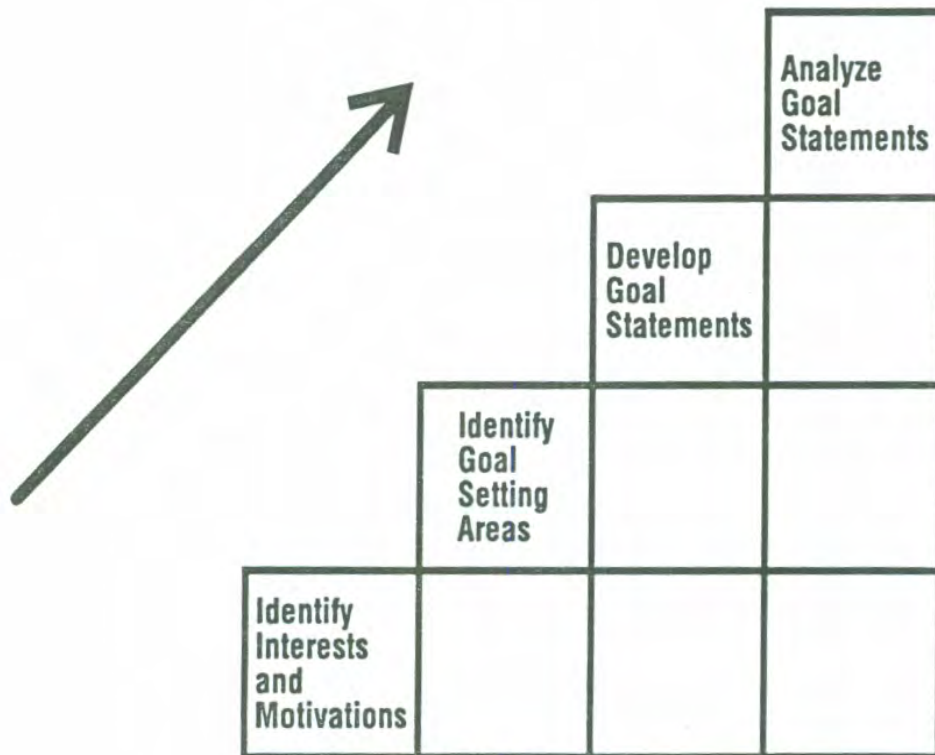 Analyze
Goal
Statements
Develop
Goal
Statements
Identify
Goal
Setting
Areas
Identify
Interests
and
Motivations